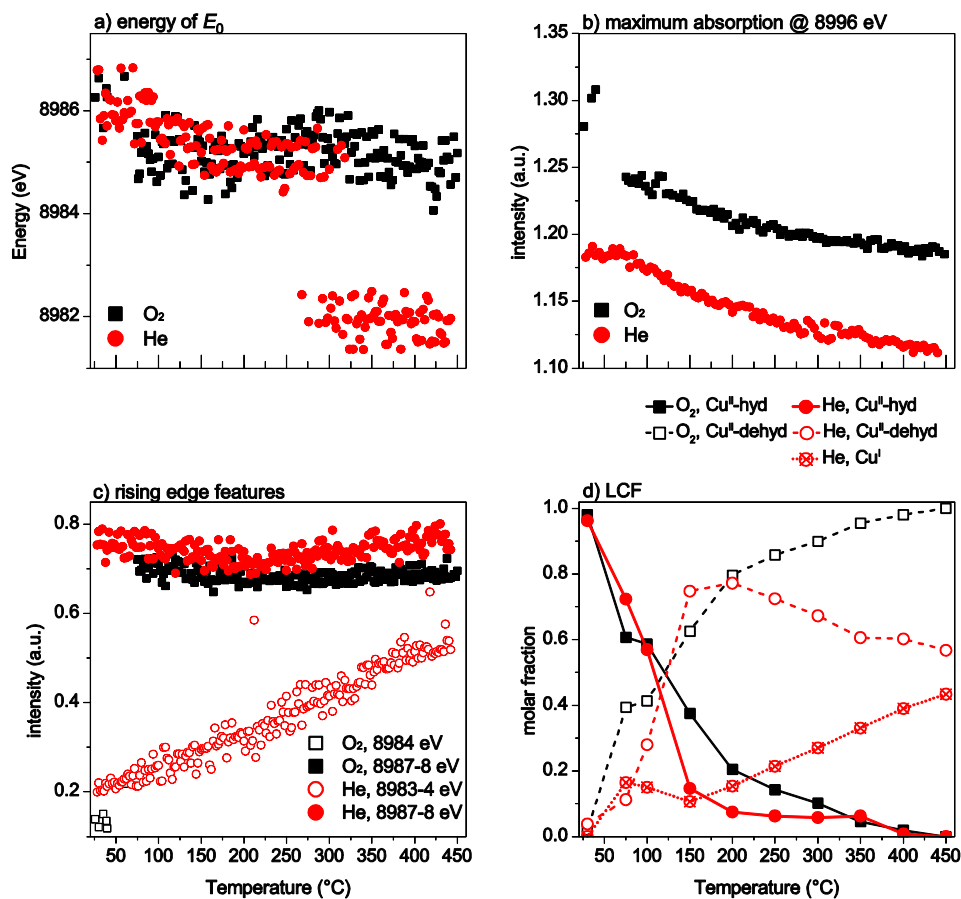 a) energy of E₀
8986
8984
8982
Energy (eV)
O₂
He
b) maximum absorption @ 8996 eV
1.35
1.30
1.25
1.20
1.15
1.10
intensity (a.u.)
O₂
He
O₂, Cuᴵᴵ-hyd
He, Cuᴵᴵ-hyd
O₂, Cuᴵᴵ-dehyd
He, Cuᴵᴵ-dehyd
He, Cuᴵ
c) rising edge features
0.8
0.6
0.4
0.2
intensity (a.u.)
O₂, 8984 eV
O₂, 8987-8 eV
He, 8983-4 eV
He, 8987-8 eV
50 100 150 200 250 300 350 400 450
Temperature (°C)
d) LCF
1.0
0.8
0.6
0.4
0.2
0.0
molar fraction
50 100 150 200 250 300 350 400 450
Temperature (°C)